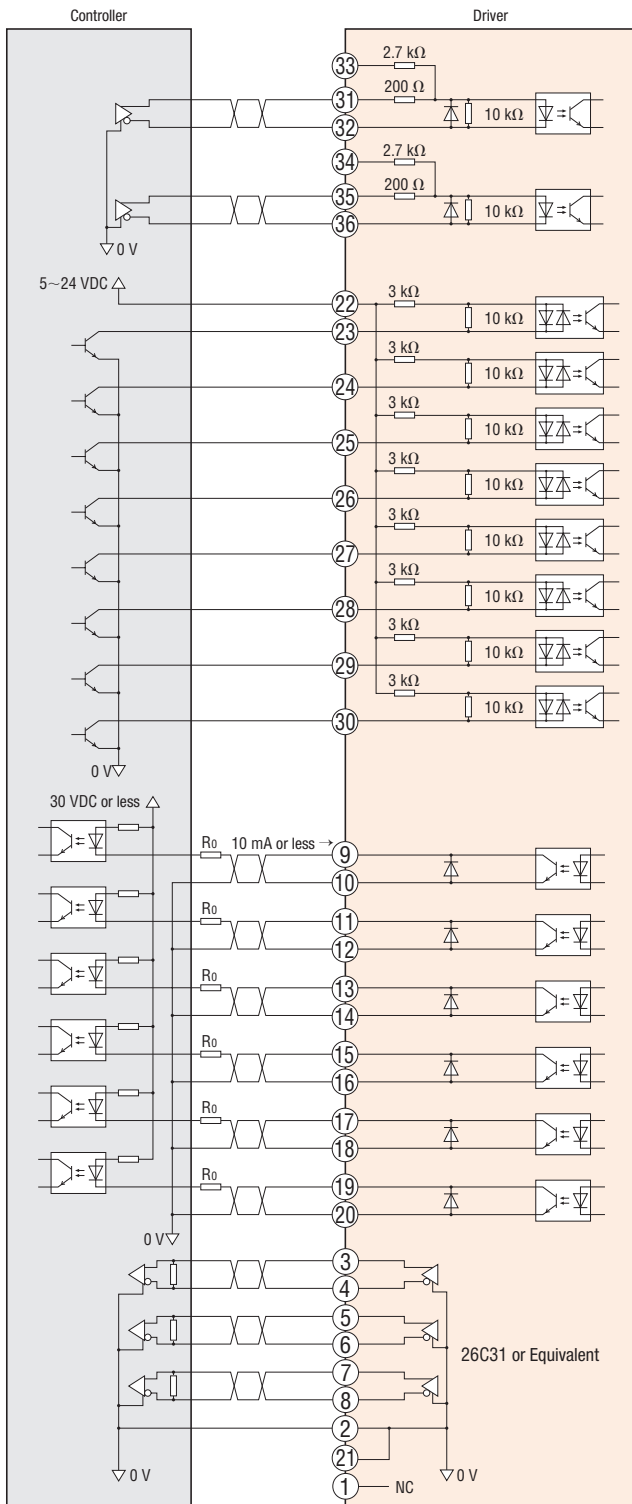 Controller Driver
33 2.7 kΩ
31 200 Ω
32 10 kΩ
34 2.7 kΩ
35 200 Ω
36 10 kΩ
0 V
5~24 VDC
22 3 kΩ
23 10 kΩ
3 kΩ
24 10 kΩ
3 kΩ
25 10 kΩ
3 kΩ
26 10 kΩ
3 kΩ
27 10 kΩ
3 kΩ
28 10 kΩ
3 kΩ
29 10 kΩ
3 kΩ
30 10 kΩ
0 V
30 VDC or less
R0 10 mA or less 9
10
R0 11
12
R0 13
14
R0 15
16
R0 17
18
R0 19
20
0 V
3
4
5
6
26C31 or Equivalent
7
8
2
21
0 V 0 V
1 NC